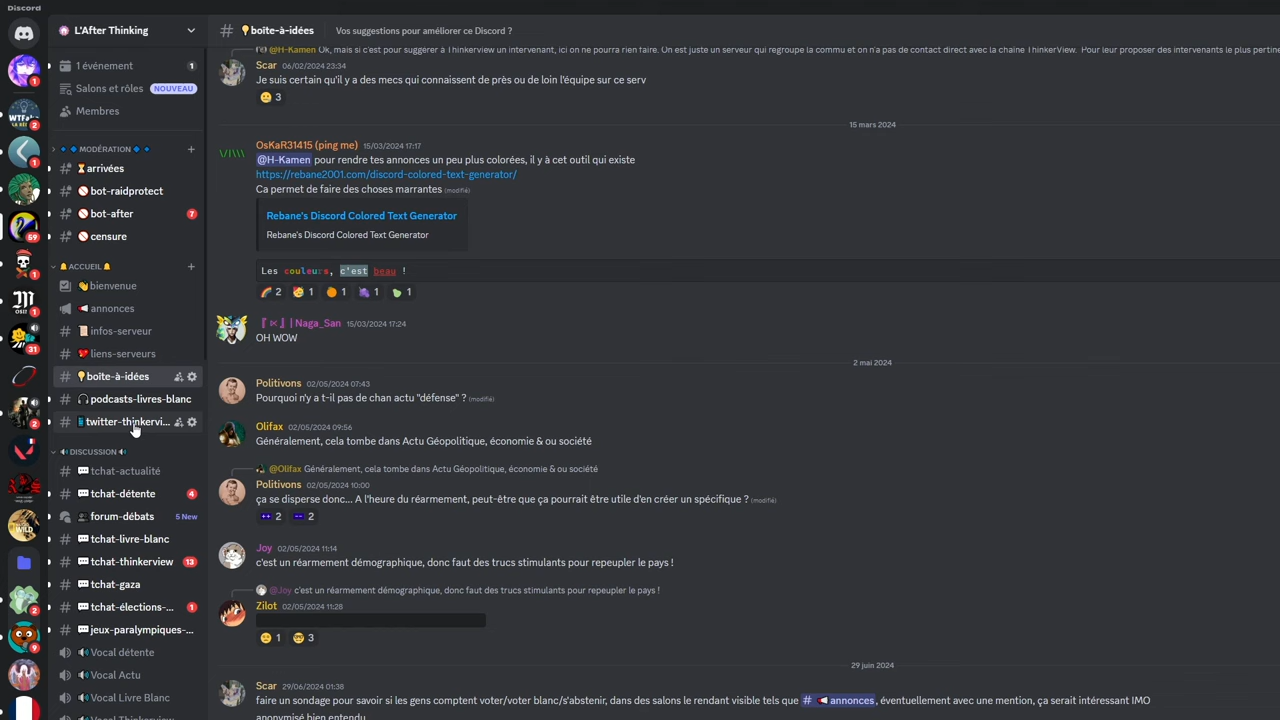 Discord
L'After Thinking
1 événement
1
Salons et rôles
NOUVEAU
Membres
MODÉRATION
arrivées
bot-raidprotect
bot-after
7
censure
ACCUEIL
bienvenue
annonces
infos-serveur
liens-serveurs
boîte-à-idées
podcasts-livres-blanc
twitter-thinkervi...
DISCUSSION
tchat-actualité
tchat-détente
4
forum-débats
5 New
tchat-livre-blanc
tchat-thinkerview
13
tchat-gaza
tchat-élections-...
1
jeux-paralympiques-...
Vocal détente
Vocal Actu
Vocal Livre Blanc
Vocal Thinkerview
1
2
1
59
1
1
31
2
2
9
boîte-à-idées
Vos suggestions pour améliorer ce Discord ?
@H-Kamen Ok, mais si c'est pour suggérer à Thinkerview un intervenant, ici on ne pourra rien faire. On est juste un serveur qui regroupe la commu et on n'a pas de contact direct avec la chaine ThinkerView. Pour leur proposer des intervenants le plus pertine
Scar 06/02/2024 23:34
Je suis certain qu'il y a des mecs qui connaissent de près ou de loin l'équipe sur ce serv
3
15 mars 2024
OsKaR31415 (ping me) 15/03/2024 17:17
@H-Kamen pour rendre tes annonces un peu plus colorées, il y à cet outil qui existe
https://rebane2001.com/discord-colored-text-generator/
Ca permet de faire des choses marrantes (modifié)
Rebane's Discord Colored Text Generator
Rebane's Discord Colored Text Generator
Les couleurs, c'est beau !
2 1 1 1 1
| Naga_San 15/03/2024 17:24
OH WOW
2 mai 2024
Politivons 02/05/2024 07:43
Pourquoi n'y a t-il pas de chan actu "défense" ? (modifié)
Olifax 02/05/2024 09:56
Généralement, cela tombe dans Actu Géopolitique, économie & ou société
@Olifax Généralement, cela tombe dans Actu Géopolitique, économie & ou société
Politivons 02/05/2024 10:00
ça se disperse donc... A l'heure du réarmement, peut-être que ça pourrait être utile d'en créer un spécifique ? (modifié)
2 2
Joy 02/05/2024 11:14
c'est un réarmement démographique, donc faut des trucs stimulants pour repeupler le pays !
@Joy c'est un réarmement démographique, donc faut des trucs stimulants pour repeupler le pays !
Zilot 02/05/2024 11:28
1 3
29 juin 2024
Scar 29/06/2024 01:38
faire un sondage pour savoir si les gens comptent voter/voter blanc/s'abstenir, dans des salons le rendant visible tels que # annonces, éventuellement avec une mention, ça serait intéressant IMO
anonymisé bien entendu